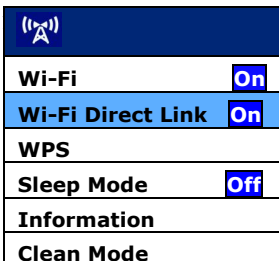 Wi-Fi On
Wi-Fi Direct Link On
WPS
Sleep Mode Off
Information
Clean Mode